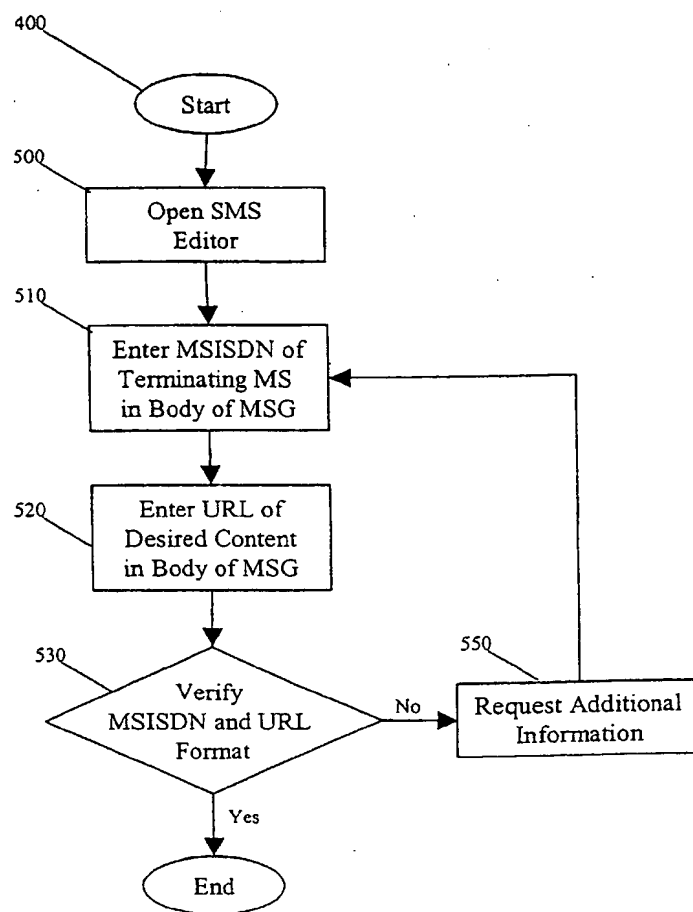 400
Start
500
Open SMS
Editor
510
Enter MSISDN of
Terminating MS
in Body of MSG
520
Enter URL of
Desired Content
in Body of MSG
530
Verify
MSISDN and URL
Format
No
550
Request Additional
Information
Yes
End